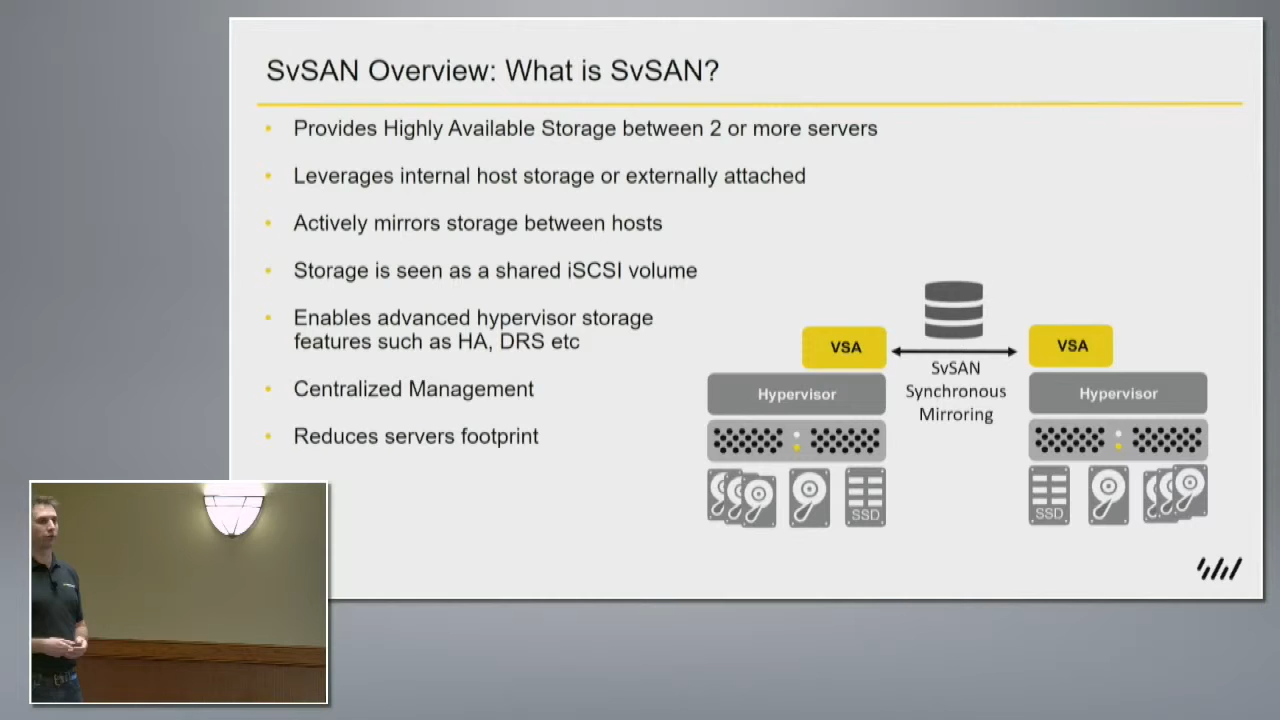 SvSAN Overview: What is SvSAN?
• Provides Highly Available Storage between 2 or more servers
• Leverages internal host storage or externally attached
• Actively mirrors storage between hosts
• Storage is seen as a shared iSCSI volume
• Enables advanced hypervisor storage
features such as HA, DRS etc
• Centralized Management
• Reduces servers footprint
VSA
Hypervisor
SSD
SvSAN
Synchronous
Mirroring
VSA
Hypervisor
SSD